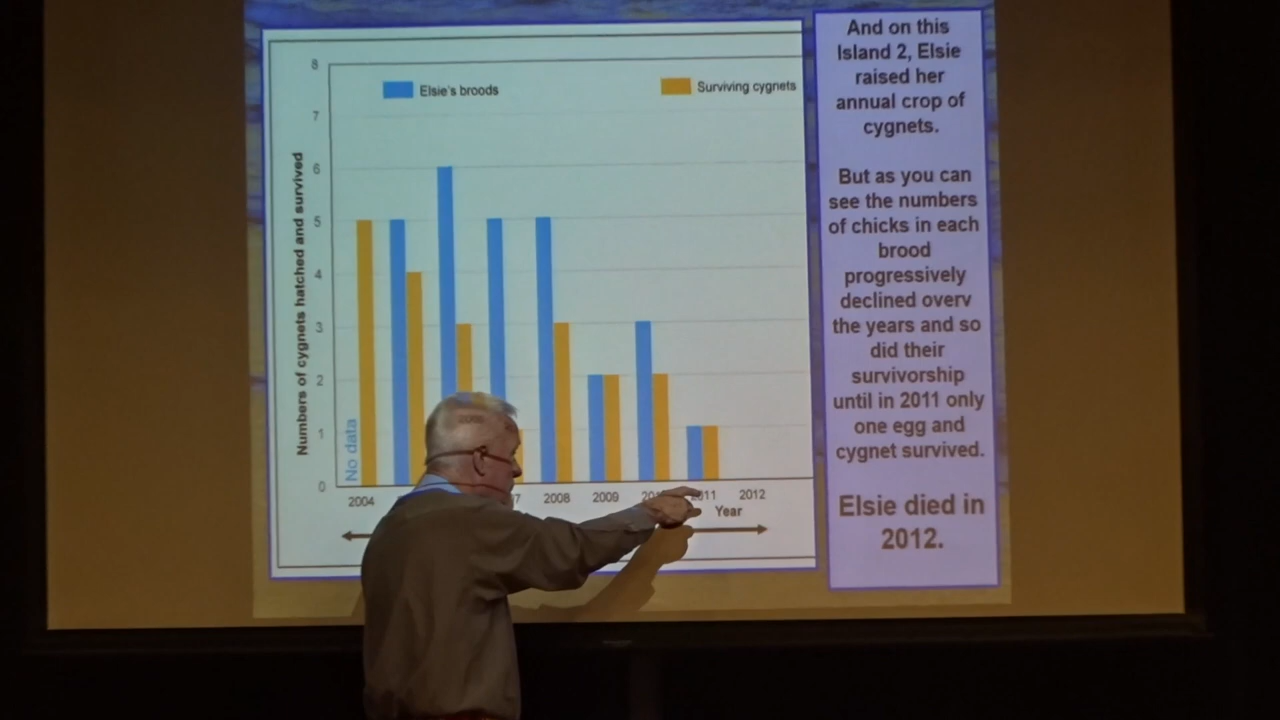 8
Elsie's broods
Surviving cygnets
7
6
5
4
3
2
1
0
Numbers of cygnets hatched and survived
No data
2004
2008
2009
2012
Year
And on this
Island 2, Elsie
raised her
annual crop of
cygnets.
But as you can
see the numbers
of chicks in each
brood
progressively
declined overv
the years and so
did their
survivorship
until in 2011 only
one egg and
cygnet survived.
Elsie died in
2012.